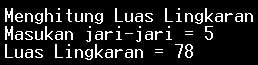 Menghitung Luas Lingkaran
Masukan jari-jari = 5
Luas Lingkaran = 78